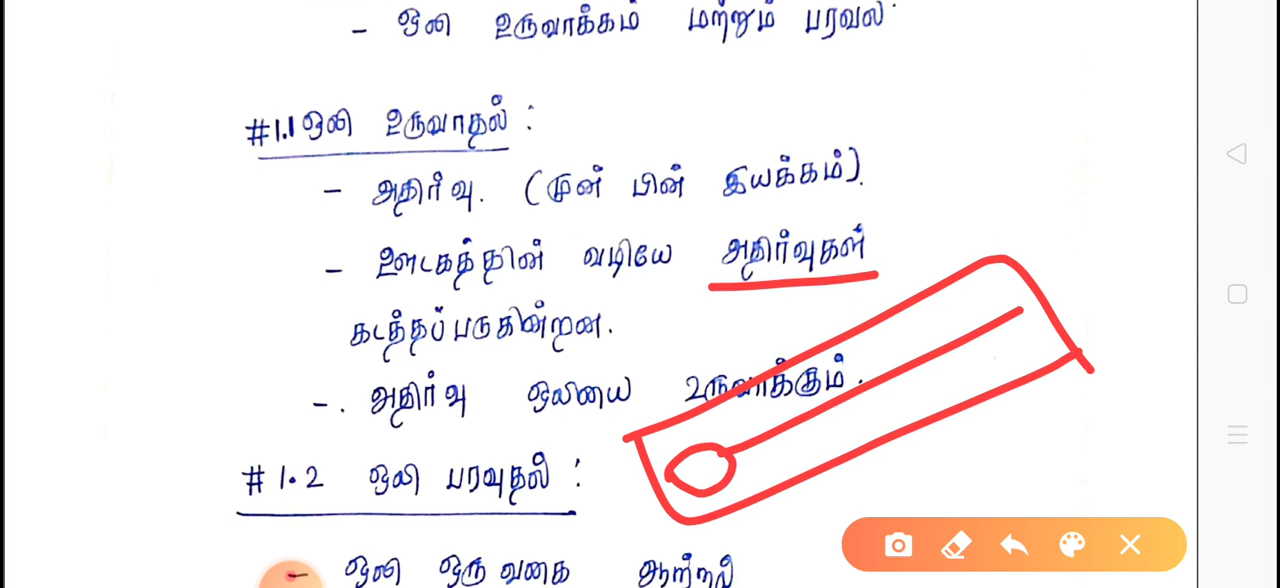 - ஒலி உருவாக்கம் மற்றும் பரவல்
#1.1 ஒலி உருவாதல் :
- அதிர்வு. (முன் பின் இயக்கம்).
- ஊடகத்தின் வழியே அதிர்வுகள்
கடத்தப்படுகின்றன.
-. அதிர்வு ஒலியை உருவாக்கும்.
#1.2 ஒலி பரவுதல் :
ஒலி ஒரு வகை ஆற்றல்